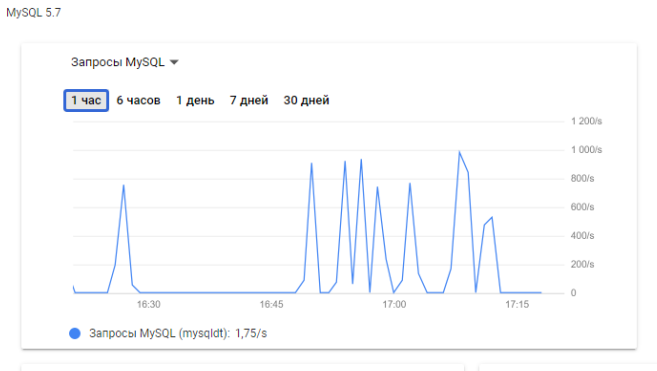 MySQL 5.7
Запросы MySQL
1 час 6 часов 1 день 7 дней 30 дней
1 200/s
1 000/s
800/s
600/s
400/s
200/s
0
16:30 16:45 17:00 17:15
Запросы MySQL (mysqldt): 1,75/s